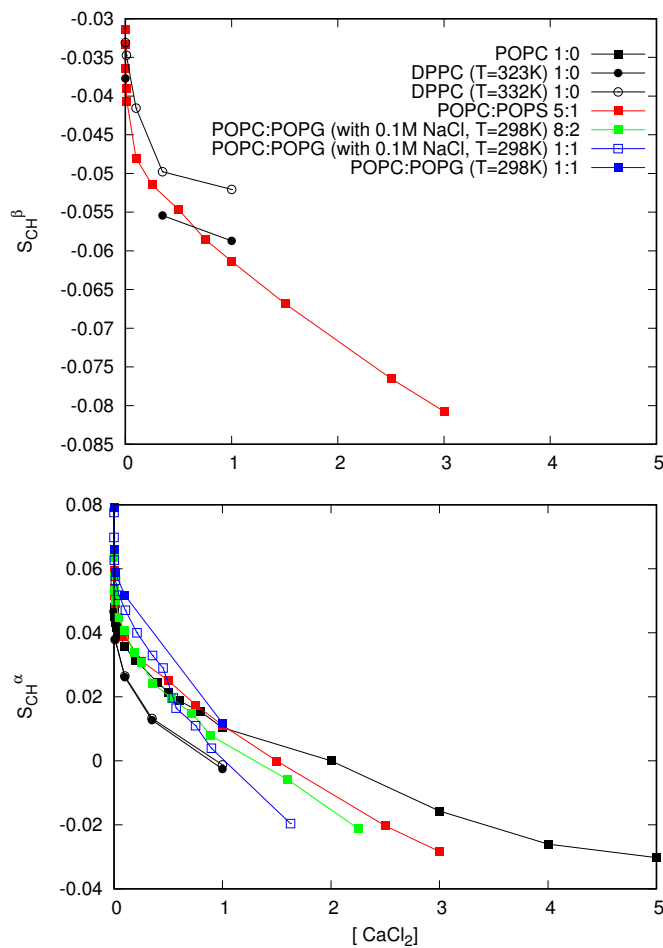 -0.03
-0.035
-0.04
-0.045
-0.05
-0.055
-0.06
-0.065
-0.07
-0.075
-0.08
-0.085
S_CH^β
POPC 1:0
DPPC (T=323K) 1:0
DPPC (T=332K) 1:0
POPC:POPS 5:1
POPC:POPG (with 0.1M NaCl, T=298K) 8:2
POPC:POPG (with 0.1M NaCl, T=298K) 1:1
POPC:POPG (T=298K) 1:1
0 1 2 3 4 5
0.08
0.06
0.04
0.02
0
-0.02
-0.04
S_CH^α
0 1 2 3 4 5
[ CaCl₂]